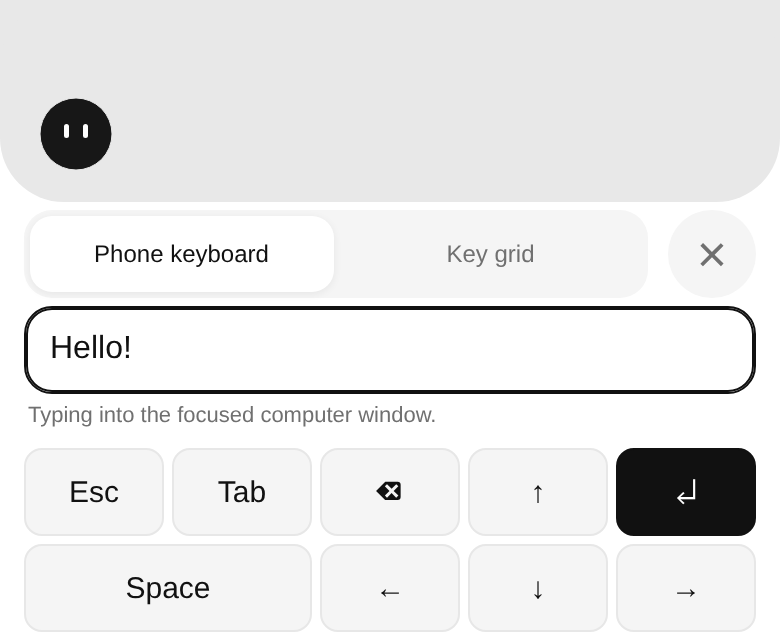 Phone keyboard Key grid
Hello!
Typing into the focused computer window.
Esc Tab ↑
Space ← ↓ →